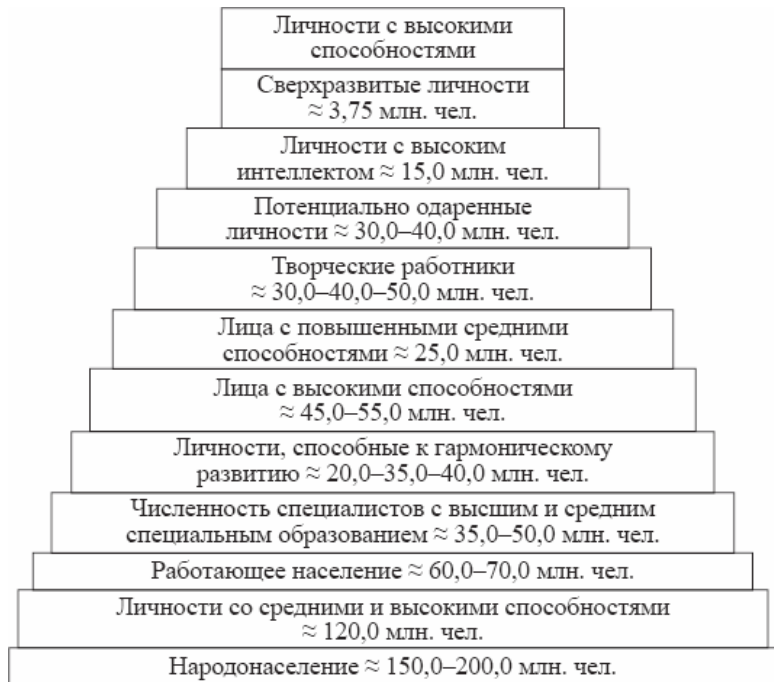 Личности с высокими
способностями
Сверхразвитые личности
≈ 3,75 млн. чел.
Личности с высоким
интеллектом ≈ 15,0 млн. чел.
Потенциально одаренные
личности ≈ 30,0–40,0 млн. чел.
Творческие работники
≈ 30,0–40,0–50,0 млн. чел.
Лица с повышенными средними
способностями ≈ 25,0 млн. чел.
Лица с высокими способностями
≈ 45,0–55,0 млн. чел.
Личности, способные к гармоническому
развитию ≈ 20,0–35,0–40,0 млн. чел.
Численность специалистов с высшим и средним
специальным образованием ≈ 35,0–50,0 млн. чел.
Работающее население ≈ 60,0–70,0 млн. чел.
Личности со средними и высокими способностями
≈ 120,0 млн. чел.
Народонаселение ≈ 150,0–200,0 млн. чел.